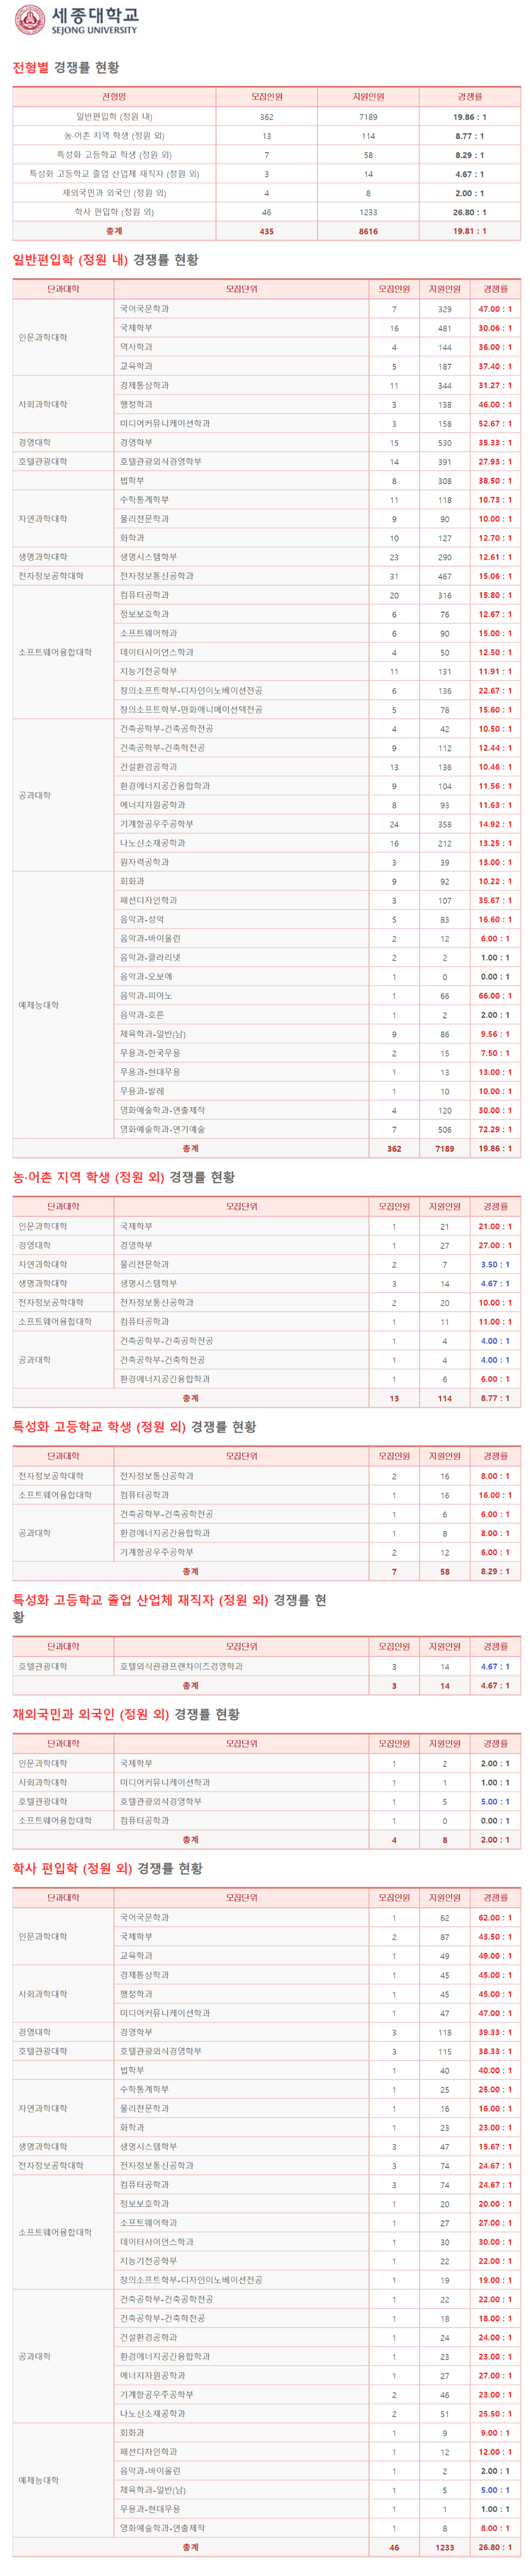 세종대학교
SEJONG UNIVERSITY
전형별 경쟁률 현황
전형명 모집인원 지원인원 경쟁률
일반편입학 (정원 내) 362 7189 19.86 : 1
농·어촌 지역 학생 (정원 외) 13 114 8.77 : 1
특성화 고등학교 학생 (정원 외) 7 58 8.29 : 1
특성화 고등학교 졸업 산업체 재직자 (정원 외) 3 14 4.67 : 1
재외국민과 외국인 (정원 외) 4 8 2.00 : 1
학사 편입학 (정원 외) 46 1233 26.80 : 1
총계 435 8616 19.81 : 1
일반편입학 (정원 내) 경쟁률 현황
단과대학 모집단위 모집인원 지원인원 경쟁률
인문과학대학 국어국문학과 7 329 47.00 : 1
국제학부 16 481 30.06 : 1
역사학과 4 144 36.00 : 1
교육학과 5 187 37.40 : 1
사회과학대학 경제통상학과 11 344 31.27 : 1
행정학과 3 138 46.00 : 1
미디어커뮤니케이션학과 3 158 52.67 : 1
경영대학 경영학부 15 530 35.33 : 1
호텔관광대학 호텔관광외식경영학부 14 391 27.93 : 1
법학부 8 308 38.50 : 1
자연과학대학 수학통계학부 11 118 10.73 : 1
물리천문학과 9 90 10.00 : 1
화학과 10 127 12.70 : 1
생명과학대학 생명시스템학부 23 290 12.61 : 1
전자정보공학대학 전자정보통신공학과 31 467 15.06 : 1
소프트웨어융합대학 컴퓨터공학과 20 316 15.80 : 1
정보보호학과 6 76 12.67 : 1
소프트웨어학과 6 90 15.00 : 1
데이터사이언스학과 4 50 12.50 : 1
지능기전공학부 11 131 11.91 : 1
창의소프트학부-디자인이노베이션전공 6 136 22.67 : 1
창의소프트학부-만화애니메이션텍전공 5 78 15.60 : 1
공과대학 건축공학부-건축공학전공 4 42 10.50 : 1
건축공학부-건축학전공 9 112 12.44 : 1
건설환경공학과 13 136 10.46 : 1
환경에너지공간융합학과 9 104 11.56 : 1
에너지자원공학과 8 93 11.63 : 1
기계항공우주공학부 24 358 14.92 : 1
나노신소재공학과 16 212 13.25 : 1
원자력공학과 3 39 13.00 : 1
예체능대학 회화과 9 92 10.22 : 1
패션디자인학과 3 107 35.67 : 1
음악과-성악 5 83 16.60 : 1
음악과-바이올린 2 12 6.00 : 1
음악과-클라리넷 2 2 1.00 : 1
음악과-오보에 1 0 0.00 : 1
음악과-피아노 1 66 66.00 : 1
음악과-호른 1 2 2.00 : 1
체육학과-일반(남) 9 86 9.56 : 1
무용과-한국무용 2 15 7.50 : 1
무용과-현대무용 1 13 13.00 : 1
무용과-발레 1 10 10.00 : 1
영화예술학과-연출제작 4 120 30.00 : 1
영화예술학과-연기예술 7 506 72.29 : 1
총계 362 7189 19.86 : 1
농·어촌 지역 학생 (정원 외) 경쟁률 현황
단과대학 모집단위 모집인원 지원인원 경쟁률
인문과학대학 국제학부 1 21 21.00 : 1
경영대학 경영학부 1 27 27.00 : 1
자연과학대학 물리천문학과 2 7 3.50 : 1
생명과학대학 생명시스템학부 3 14 4.67 : 1
전자정보공학대학 전자정보통신공학과 2 20 10.00 : 1
소프트웨어융합대학 컴퓨터공학과 1 11 11.00 : 1
공과대학 건축공학부-건축공학전공 1 4 4.00 : 1
건축공학부-건축학전공 1 4 4.00 : 1
환경에너지공간융합학과 1 6 6.00 : 1
총계 13 114 8.77 : 1
특성화 고등학교 학생 (정원 외) 경쟁률 현황
단과대학 모집단위 모집인원 지원인원 경쟁률
전자정보공학대학 전자정보통신공학과 2 16 8.00 : 1
소프트웨어융합대학 컴퓨터공학과 1 16 16.00 : 1
공과대학 건축공학부-건축공학전공 1 6 6.00 : 1
환경에너지공간융합학과 1 8 8.00 : 1
기계항공우주공학부 2 12 6.00 : 1
총계 7 58 8.29 : 1
특성화 고등학교 졸업 산업체 재직자 (정원 외) 경쟁률 현
황
단과대학 모집단위 모집인원 지원인원 경쟁률
호텔관광대학 호텔외식관광프랜차이즈경영학과 3 14 4.67 : 1
총계 3 14 4.67 : 1
재외국민과 외국인 (정원 외) 경쟁률 현황
단과대학 모집단위 모집인원 지원인원 경쟁률
인문과학대학 국제학부 1 2 2.00 : 1
사회과학대학 미디어커뮤니케이션학과 1 1 1.00 : 1
호텔관광대학 호텔관광외식경영학부 1 5 5.00 : 1
소프트웨어융합대학 컴퓨터공학과 1 0 0.00 : 1
총계 4 8 2.00 : 1
학사 편입학 (정원 외) 경쟁률 현황
단과대학 모집단위 모집인원 지원인원 경쟁률
인문과학대학 국어국문학과 1 62 62.00 : 1
국제학부 2 87 43.50 : 1
교육학과 1 49 49.00 : 1
사회과학대학 경제통상학과 1 45 45.00 : 1
행정학과 1 45 45.00 : 1
미디어커뮤니케이션학과 1 47 47.00 : 1
경영대학 경영학부 3 118 39.33 : 1
호텔관광대학 호텔관광외식경영학부 3 115 38.33 : 1
법학부 1 40 40.00 : 1
자연과학대학 수학통계학부 1 25 25.00 : 1
물리천문학과 1 16 16.00 : 1
화학과 1 23 23.00 : 1
생명과학대학 생명시스템학부 3 47 15.67 : 1
전자정보공학대학 전자정보통신공학과 3 74 24.67 : 1
소프트웨어융합대학 컴퓨터공학과 3 74 24.67 : 1
정보보호학과 1 20 20.00 : 1
소프트웨어학과 1 27 27.00 : 1
데이터사이언스학과 1 30 30.00 : 1
지능기전공학부 1 22 22.00 : 1
창의소프트학부-디자인이노베이션전공 1 19 19.00 : 1
공과대학 건축공학부-건축공학전공 1 22 22.00 : 1
건축공학부-건축학전공 1 18 18.00 : 1
건설환경공학과 1 24 24.00 : 1
환경에너지공간융합학과 1 23 23.00 : 1
에너지자원공학과 1 27 27.00 : 1
기계항공우주공학부 2 46 23.00 : 1
나노신소재공학과 2 51 25.50 : 1
예체능대학 회화과 1 9 9.00 : 1
패션디자인학과 1 12 12.00 : 1
음악과-바이올린 1 2 2.00 : 1
체육학과-일반(남) 1 5 5.00 : 1
무용과-현대무용 1 1 1.00 : 1
영화예술학과-연출제작 1 8 8.00 : 1
총계 46 1233 26.80 : 1